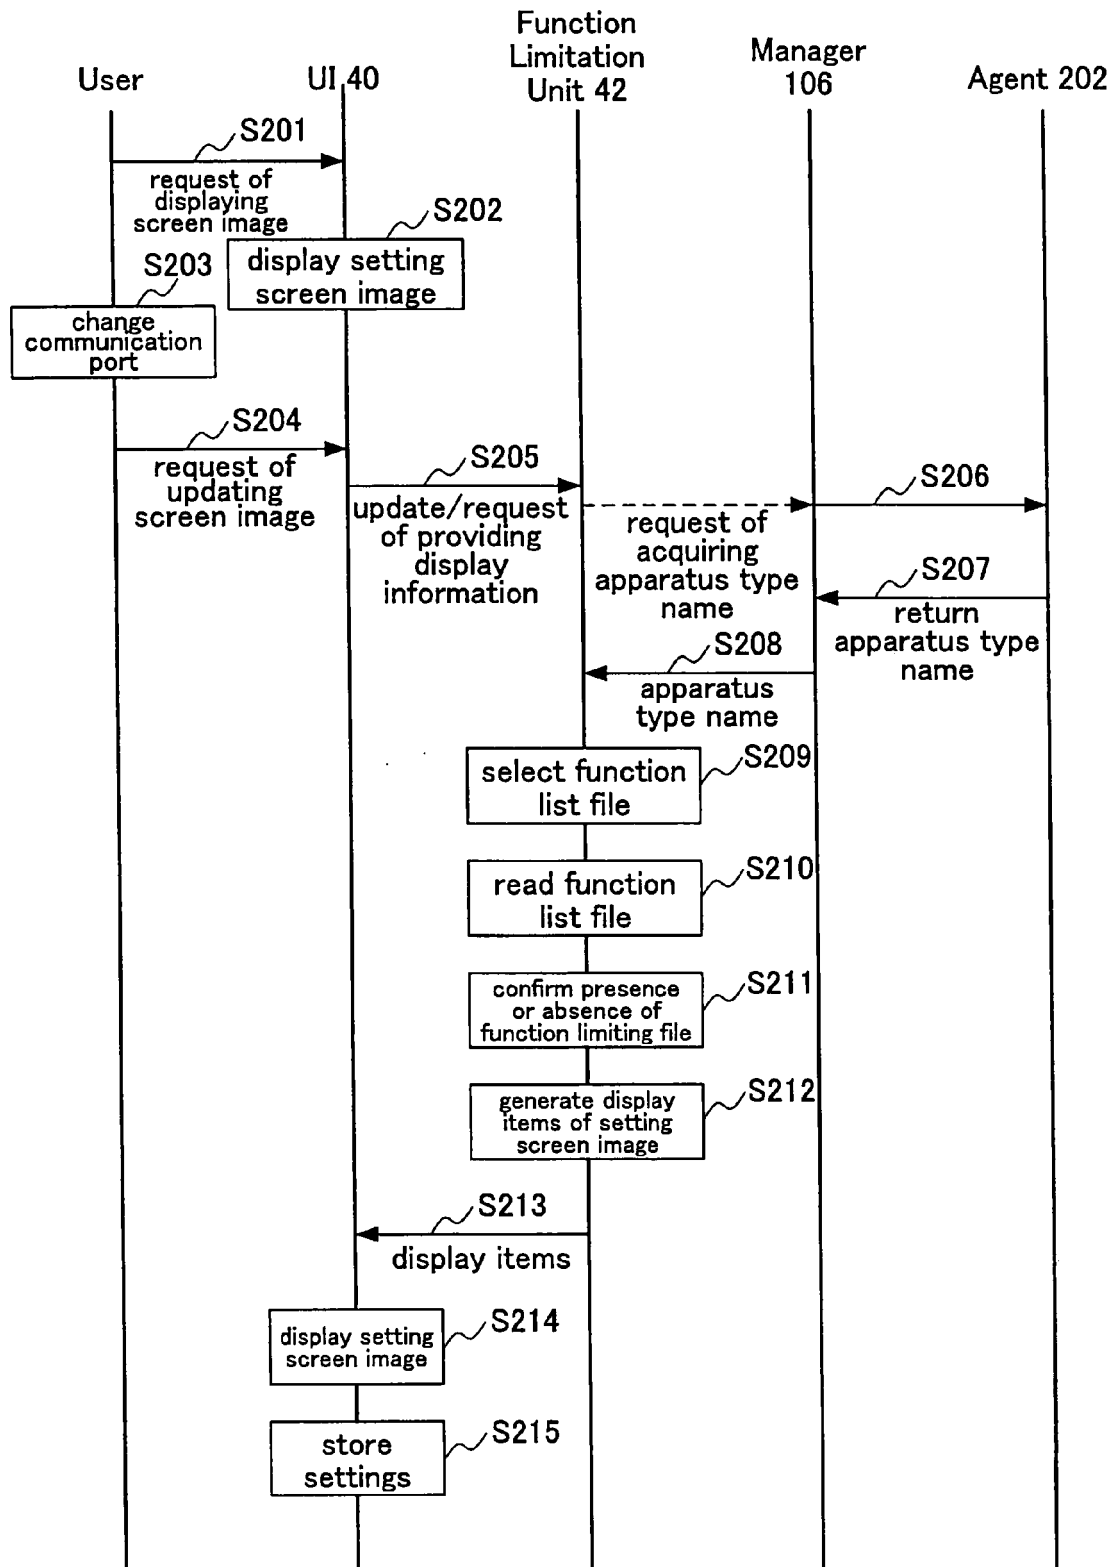 User
UI 40
Function
Limitation
Unit 42
Manager
106
Agent 202
S201
request of
displaying
screen image
S202
display setting
screen image
S203
change
communication
port
S204
request of
updating
screen image
S205
update/request
of providing
display
information
S206
request of
acquiring
apparatus type
name
S207
return
apparatus type
name
S208
apparatus
type name
S209
select function
list file
S210
read function
list file
S211
confirm presence
or absence of
function limiting file
S212
generate display
items of setting
screen image
S213
display items
S214
display setting
screen image
S215
store
settings